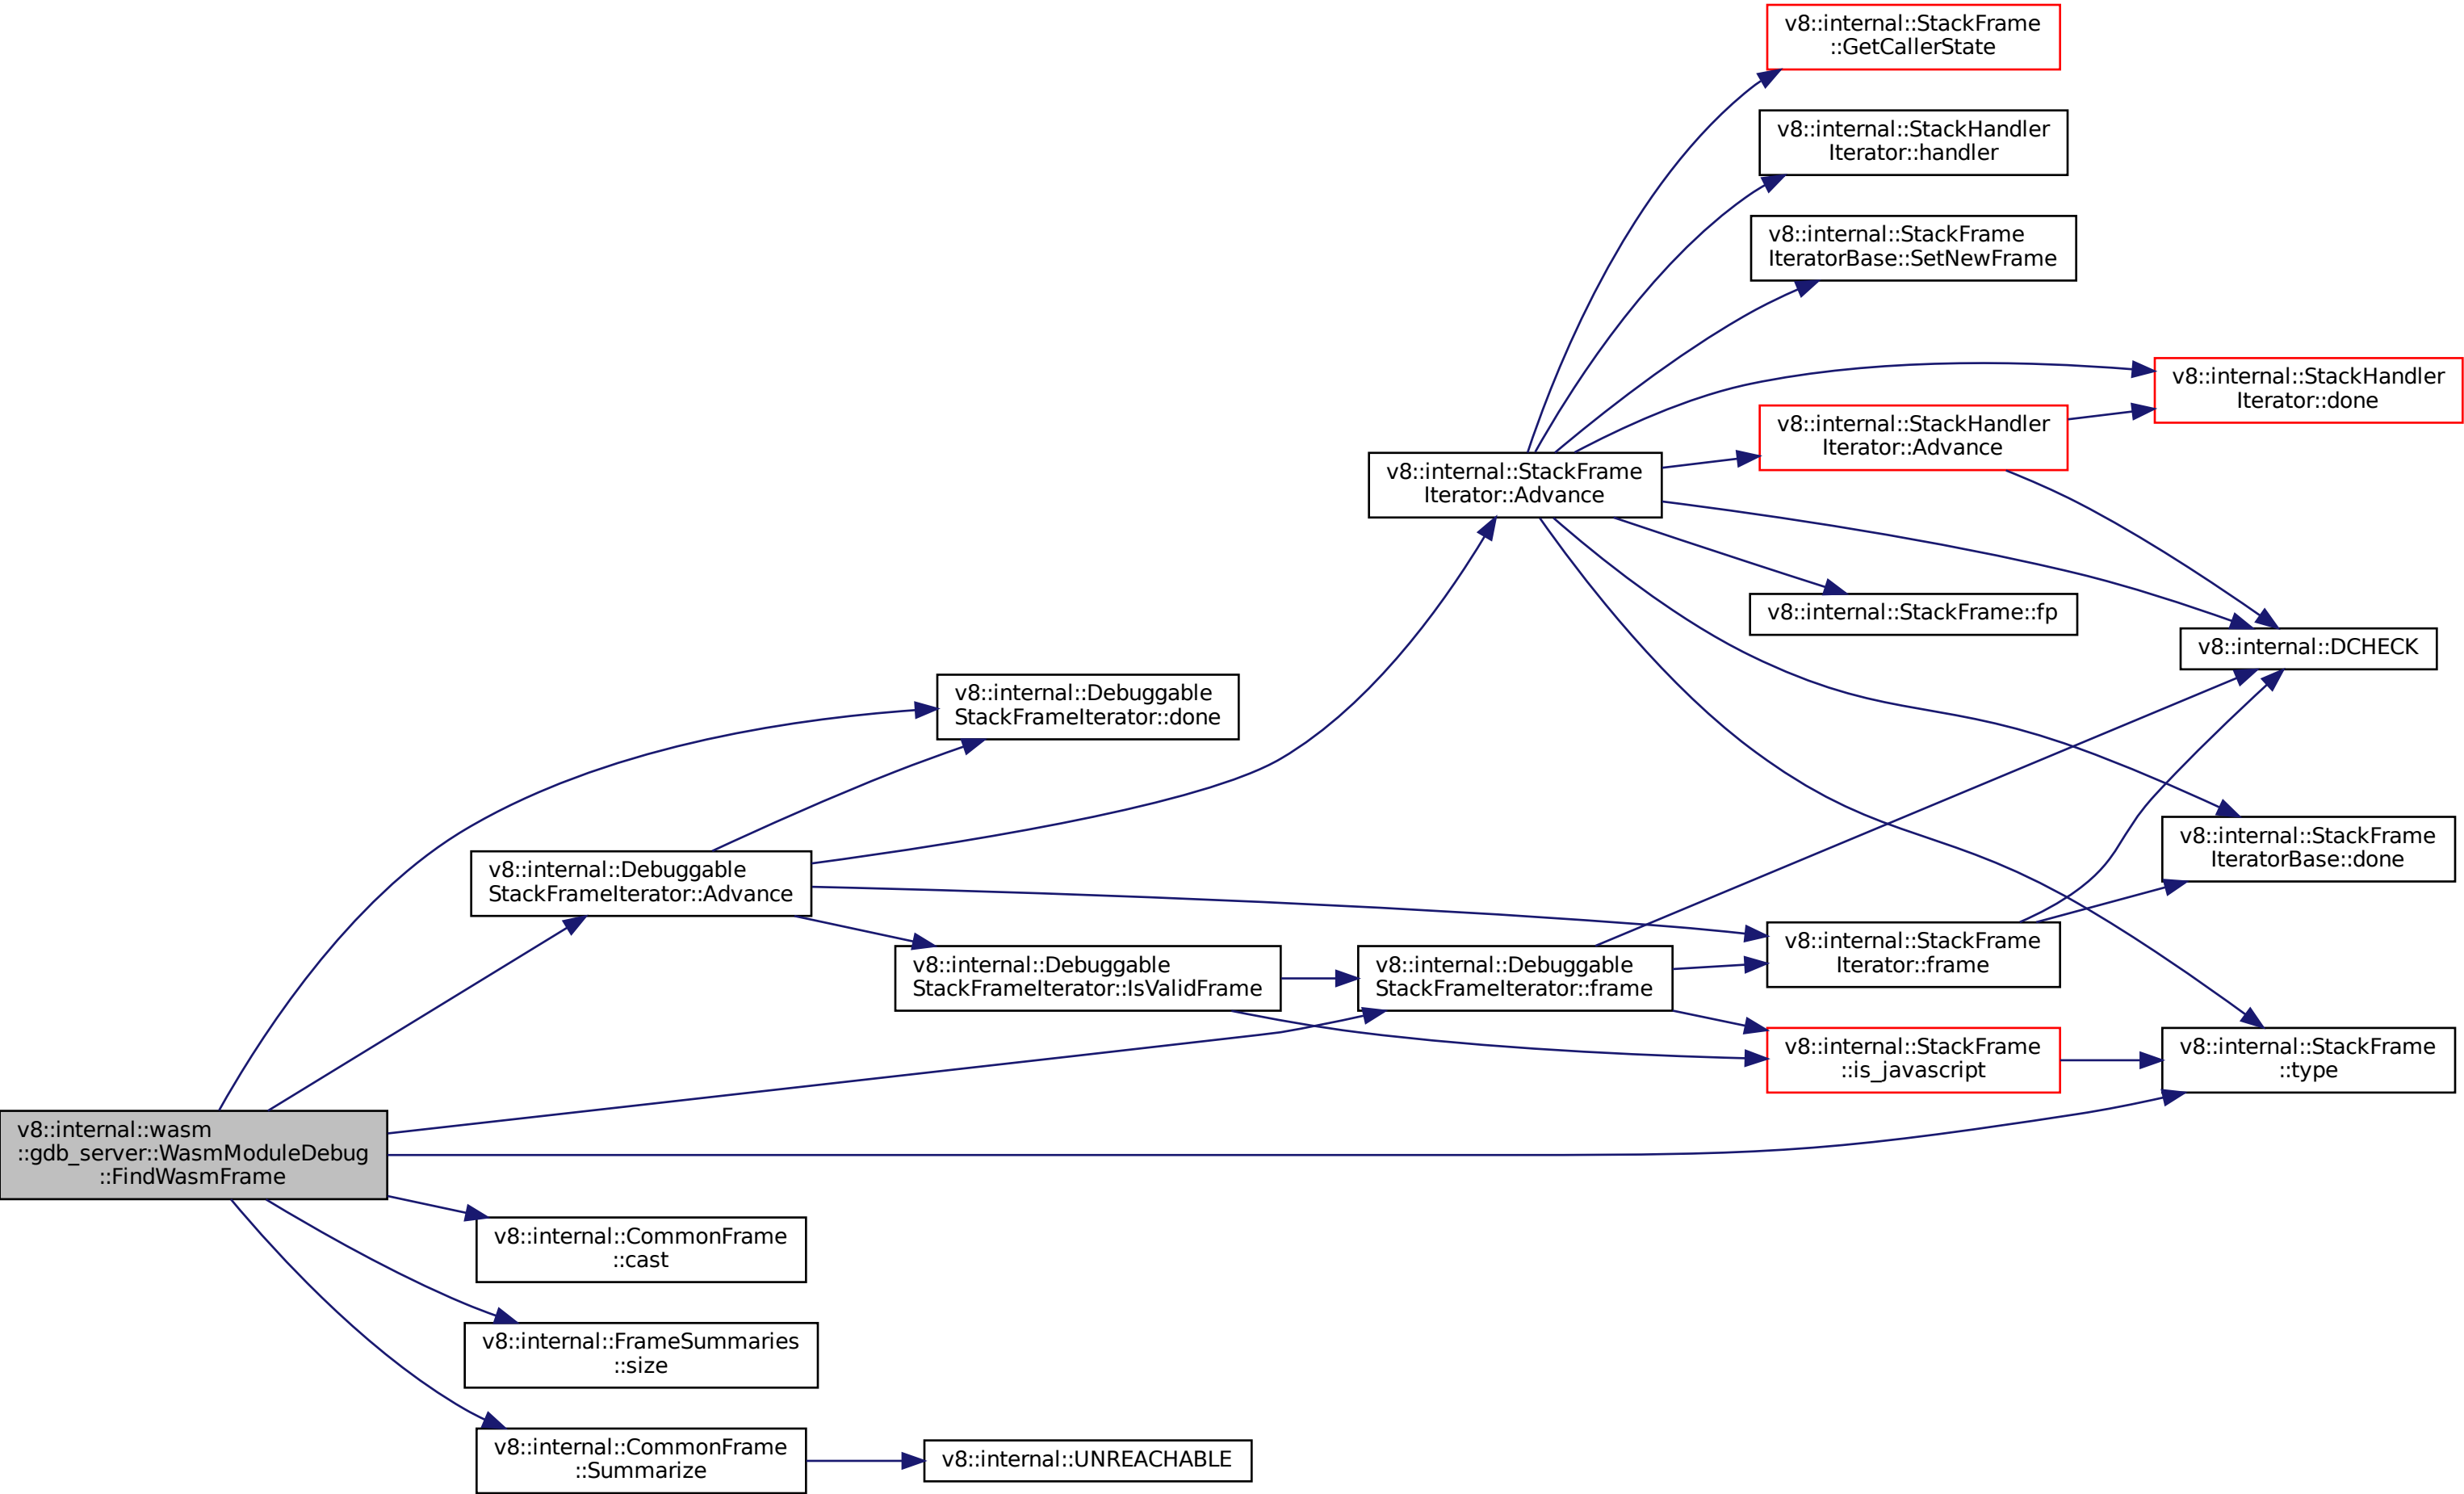 v8::internal::StackFrame
::GetCallerState
v8::internal::StackHandler
Iterator::handler
v8::internal::StackFrame
IteratorBase::SetNewFrame
v8::internal::StackHandler
Iterator::done
v8::internal::StackHandler
Iterator::Advance
v8::internal::StackFrame
Iterator::Advance
v8::internal::StackFrame::fp
v8::internal::DCHECK
v8::internal::Debuggable
StackFrameIterator::done
v8::internal::StackFrame
IteratorBase::done
v8::internal::Debuggable
StackFrameIterator::Advance
v8::internal::StackFrame
Iterator::frame
v8::internal::Debuggable
StackFrameIterator::IsValidFrame
v8::internal::Debuggable
StackFrameIterator::frame
v8::internal::StackFrame
::is_javascript
v8::internal::StackFrame
::type
v8::internal::wasm
::gdb_server::WasmModuleDebug
::FindWasmFrame
v8::internal::CommonFrame
::cast
v8::internal::FrameSummaries
::size
v8::internal::CommonFrame
::Summarize
v8::internal::UNREACHABLE